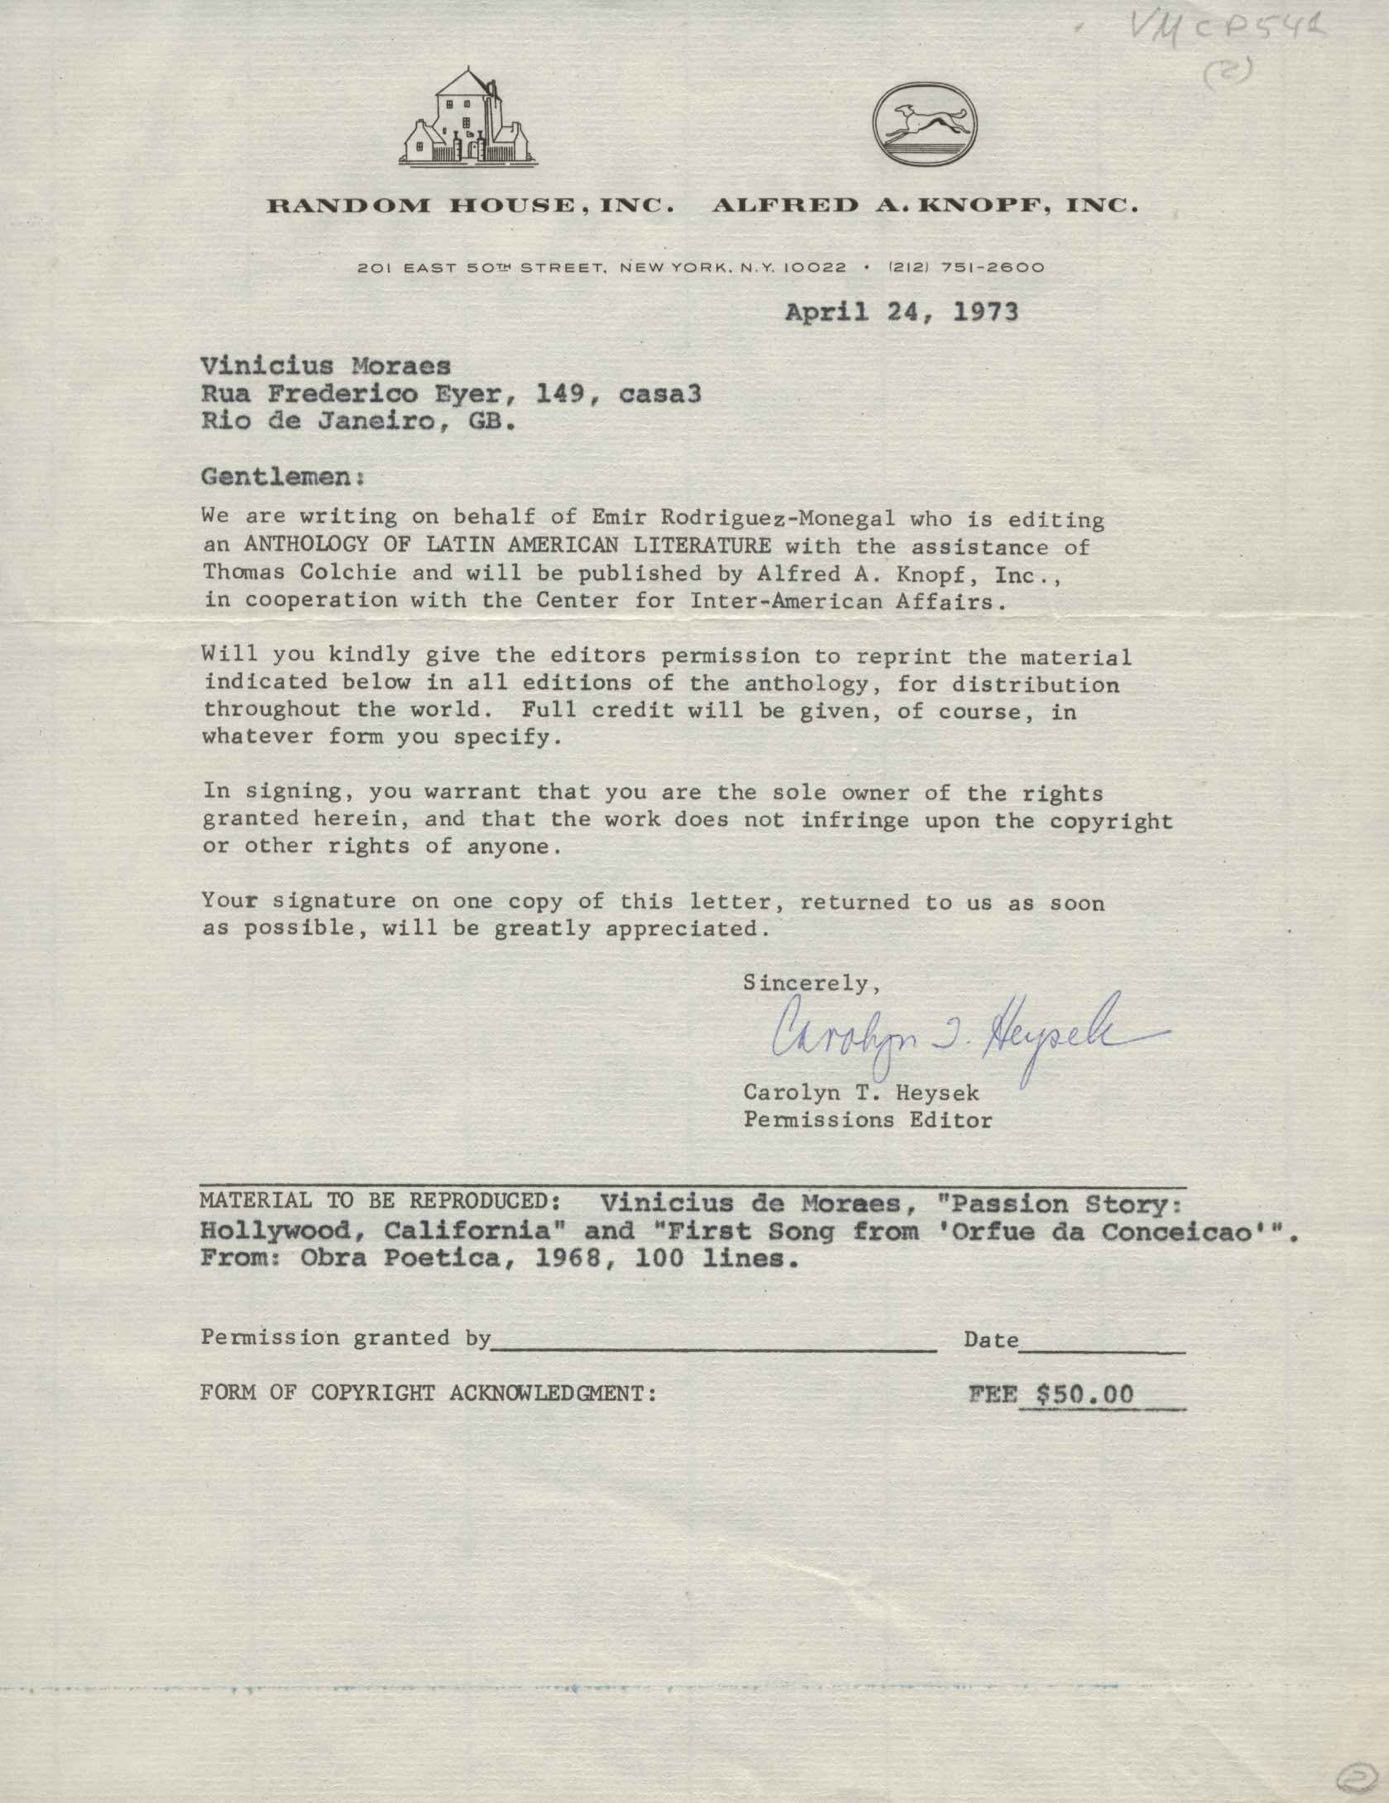 VMCP541
(2)
RANDOM HOUSE, INC. ALFRED A. KNOPF, INC.
201 EAST 50TH STREET, NEW YORK, N.Y. 10022 • (212) 751-2600
April 24, 1973
Vinicius Moraes
Rua Frederico Eyer, 149, casa3
Rio de Janeiro, GB.
Gentlemen:
We are writing on behalf of Emir Rodriguez-Monegal who is editing
an ANTHOLOGY OF LATIN AMERICAN LITERATURE with the assistance of
Thomas Colchie and will be published by Alfred A. Knopf, Inc.,
in cooperation with the Center for Inter-American Affairs.
Will you kindly give the editors permission to reprint the material
indicated below in all editions of the anthology, for distribution
throughout the world. Full credit will be given, of course, in
whatever form you specify.
In signing, you warrant that you are the sole owner of the rights
granted herein, and that the work does not infringe upon the copyright
or other rights of anyone.
Your signature on one copy of this letter, returned to us as soon
as possible, will be greatly appreciated.
Sincerely,
Carolyn T. Heysek
Carolyn T. Heysek
Permissions Editor
MATERIAL TO BE REPRODUCED: Vinicius de Moraes, "Passion Story:
Hollywood, California" and "First Song from 'Orfue da Conceicao'".
From: Obra Poetica, 1968, 100 lines.
Permission granted by Date
FORM OF COPYRIGHT ACKNOWLEDGMENT: FEE $50.00
2